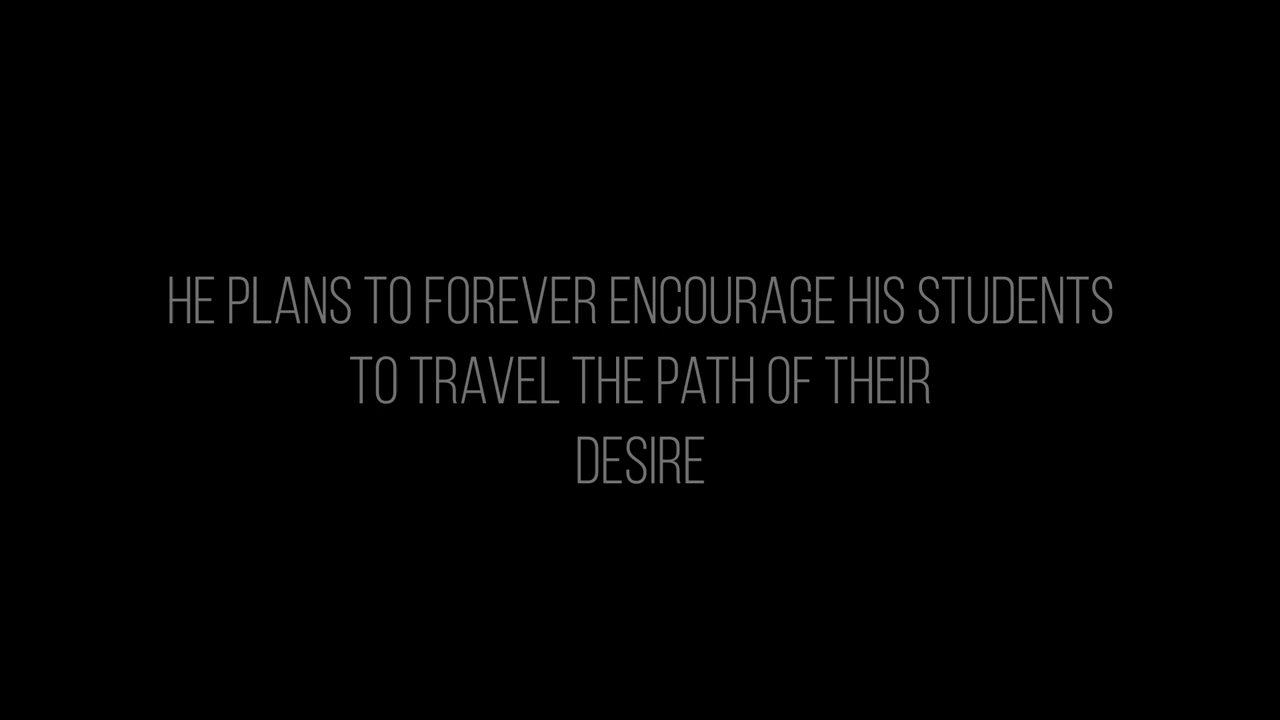 HE PLANS TO FOREVER ENCOURAGE HIS STUDENTS
TO TRAVEL THE PATH OF THEIR
DESIRE